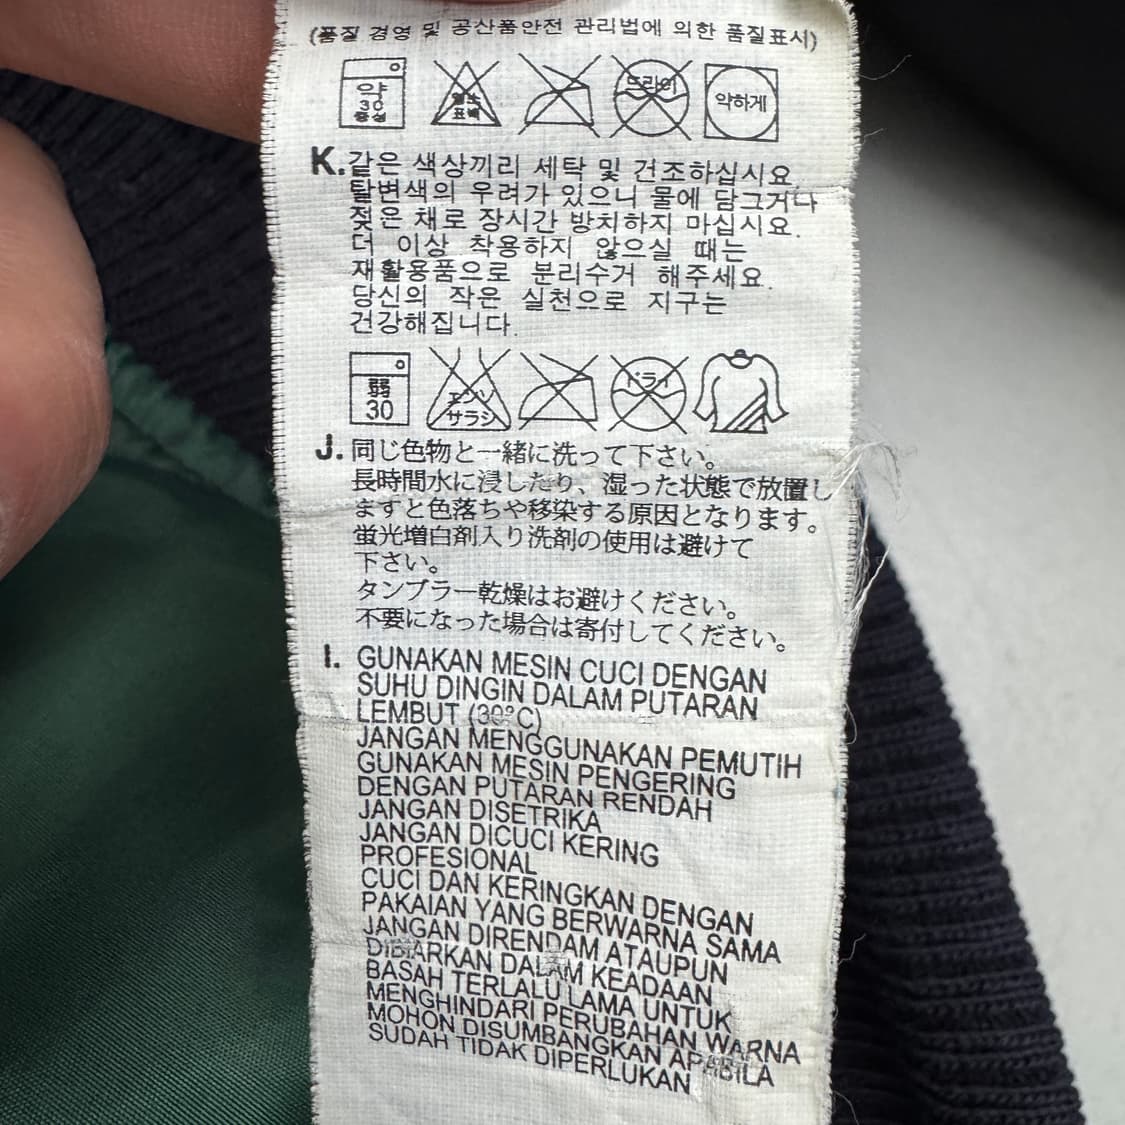 (품질 경영 및 공산품안전 관리법에 의한 품질표시)
약 30 중성
염소 표백
드라이
약하게
K. 같은 색상끼리 세탁 및 건조하십시요.
탈변색의 우려가 있으니 물에 담그거나
젖은 채로 장시간 방치하지 마십시요.
더 이상 착용하지 않으실 때는
재활용품으로 분리수거 해주세요.
당신의 작은 실천으로 지구는
건강해집니다.
弱 30
エンソ サラシ
ドライ
J. 同じ色物と一緒に洗って下さい。
長時間水に浸したり、湿った状態で放置し
ますと色落ちや移染する原因となります。
蛍光増白剤入り洗剤の使用は避けて
下さい。
タンブラー乾燥はお避けください。
不要になった場合は寄付してください。
I. GUNAKAN MESIN CUCI DENGAN
SUHU DINGIN DALAM PUTARAN
LEMBUT (30°C)
JANGAN MENGGUNAKAN PEMUTIH
GUNAKAN MESIN PENGERING
DENGAN PUTARAN RENDAH
JANGAN DISETRIKA
JANGAN DICUCI KERING
PROFESIONAL
CUCI DAN KERINGKAN DENGAN
PAKAIAN YANG BERWARNA SAMA
JANGAN DIRENDAM ATAUPUN
DIBIARKAN DALAM KEADAAN
BASAH TERLALU LAMA UNTUK
MENGHINDARI PERUBAHAN WARNA
MOHON DISUMBANGKAN APABILA
SUDAH TIDAK DIPERLUKAN